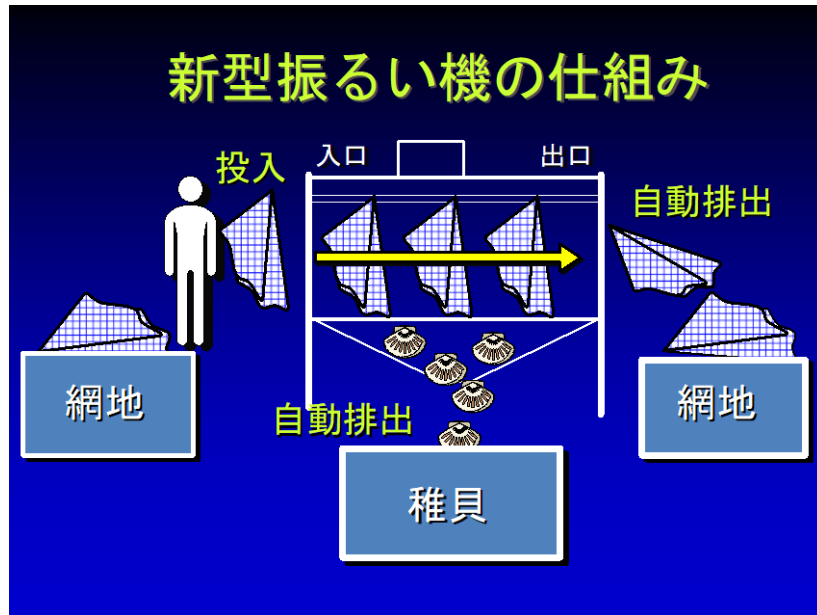 新型振るい機の仕組み
投入
入口
出口
自動排出
網地
自動排出
網地
稚貝